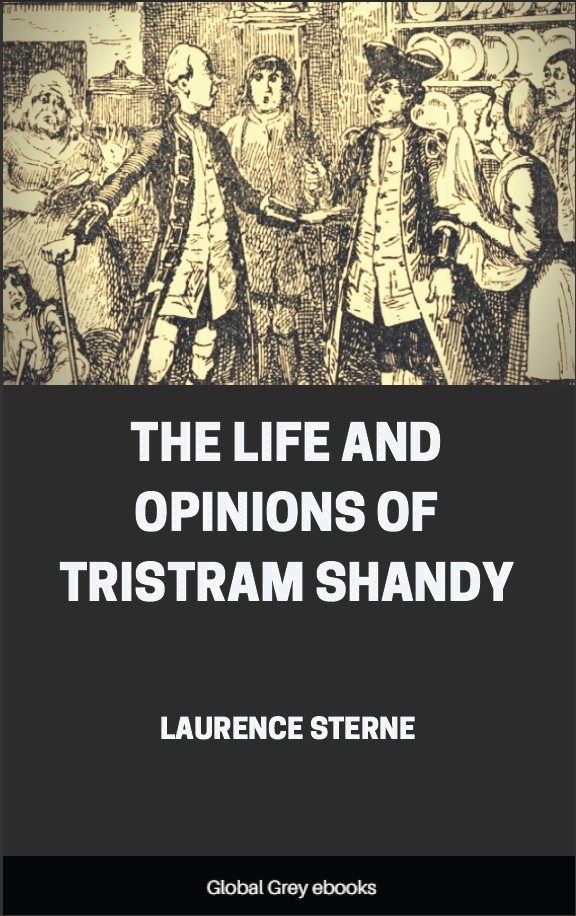 THE LIFE AND
OPINIONS OF
TRISTRAM SHANDY
LAURENCE STERNE
Global Grey ebooks